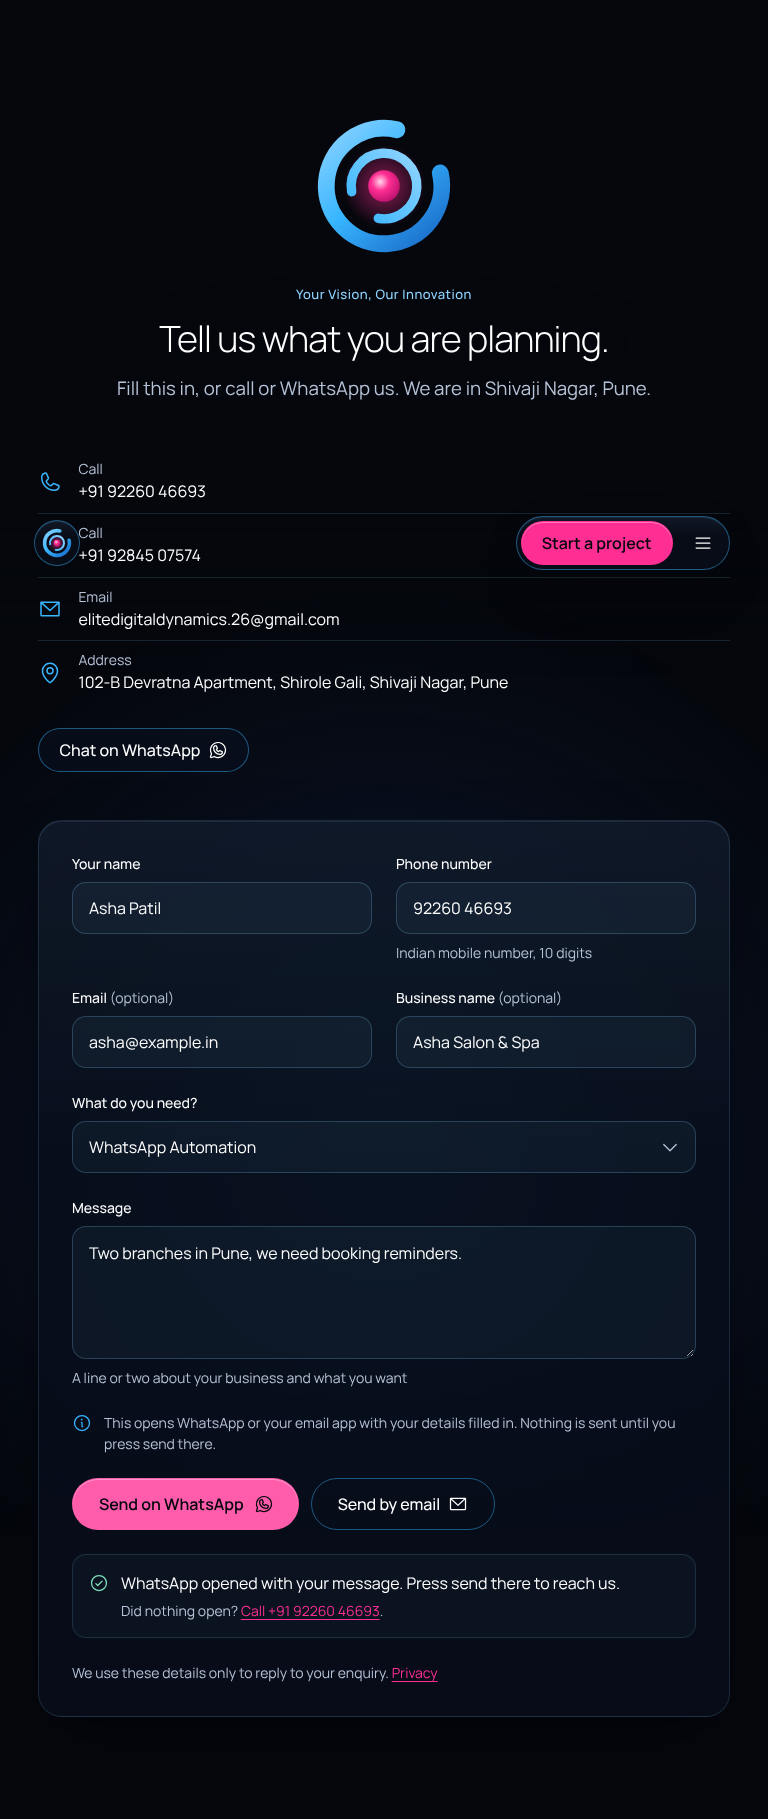 Your Vision, Our Innovation
Tell us what you are planning.
Fill this in, or call or WhatsApp us. We are in Shivaji Nagar, Pune.
Call
+91 92260 46693
Call
+91 92845 07574
Start a project
Email
elitedigitaldynamics.26@gmail.com
Address
102-B Devratna Apartment, Shirole Gali, Shivaji Nagar, Pune
Chat on WhatsApp
Your name
Phone number
Asha Patil
92260 46693
Indian mobile number, 10 digits
Email (optional)
Business name (optional)
asha@example.in
Asha Salon & Spa
What do you need?
WhatsApp Automation
Message
Two branches in Pune, we need booking reminders.
A line or two about your business and what you want
This opens WhatsApp or your email app with your details filled in. Nothing is sent until you
press send there.
Send on WhatsApp
Send by email
WhatsApp opened with your message. Press send there to reach us.
Did nothing open? Call +91 92260 46693.
We use these details only to reply to your enquiry. Privacy